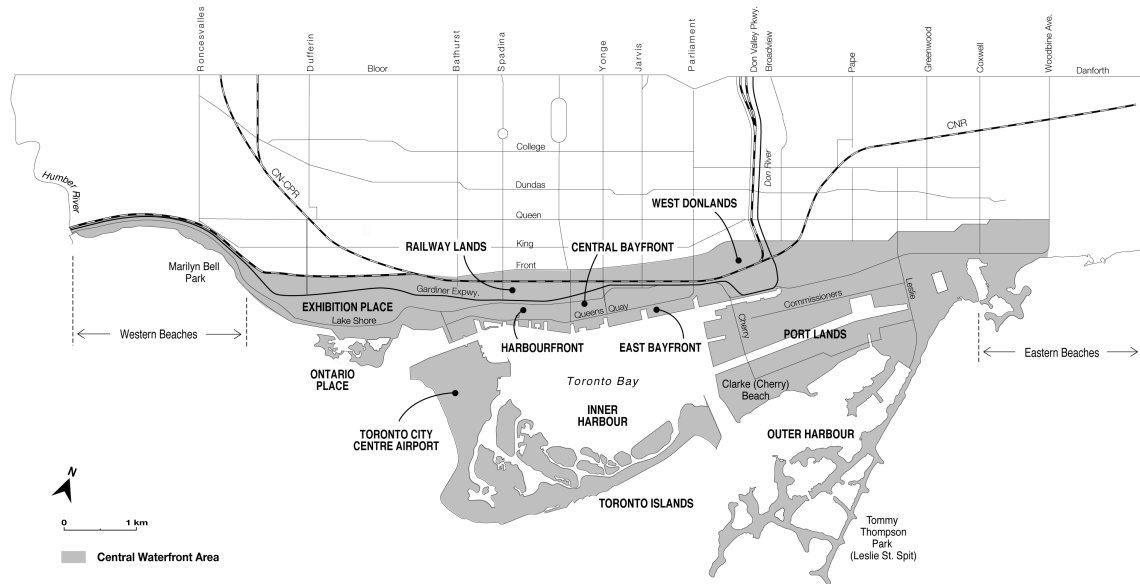 Roncesvalles
Dufferin
Bloor
Bathurst
Spadina
Yonge
Jarvis
Parliament
Don Valley Pkwy.
Broadview
Pape
Greenwood
Coxwell
Woodbine Ave.
Danforth
CNR
College
CN-CPR
Dundas
Don River
Humber River
Queen
WEST DONLANDS
RAILWAY LANDS
King
CENTRAL BAYFRONT
Front
Marilyn Bell
Park
Gardiner Expwy.
EXHIBITION PLACE
Queens Quay
Commissioners
Leslie
Lake Shore
Cherry
Western Beaches
PORT LANDS
HARBOURFRONT
EAST BAYFRONT
Eastern Beaches
ONTARIO
PLACE
Toronto Bay
Clarke (Cherry)
Beach
INNER
HARBOUR
TORONTO CITY
CENTRE AIRPORT
OUTER HARBOUR
TORONTO ISLANDS
N
0 1 km
Tommy
Thompson
Park
(Leslie St. Spit)
Central Waterfront Area